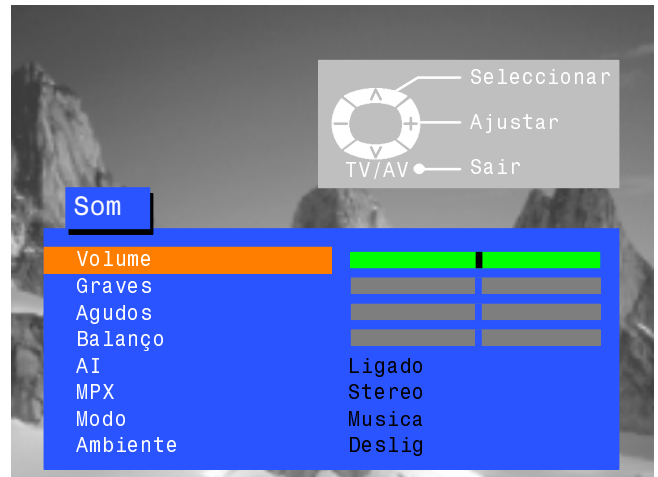 Seleccionar
Ajustar
TV/AV Sair
Som
Volume
Graves
Agudos
Balanço
AI Ligado
MPX Stereo
Modo Musica
Ambiente Deslig